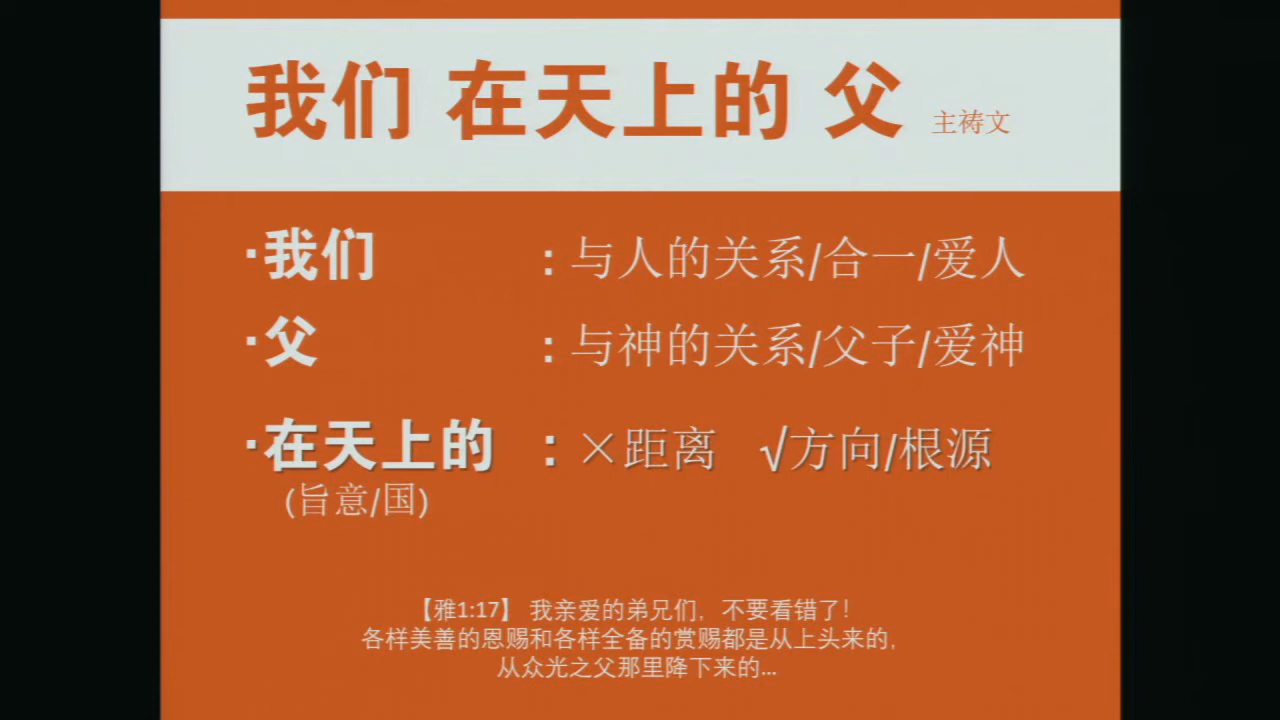 我们 在天上的 父 主祷文
·我们 : 与人的关系/合一/爱人
·父 : 与神的关系/父子/爱神
·在天上的 : ×距离 √方向/根源
(旨意/国)
【雅1:17】 我亲爱的弟兄们，不要看错了！
各样美善的恩赐和各样全备的赏赐都是从上头来的，
从众光之父那里降下来的...